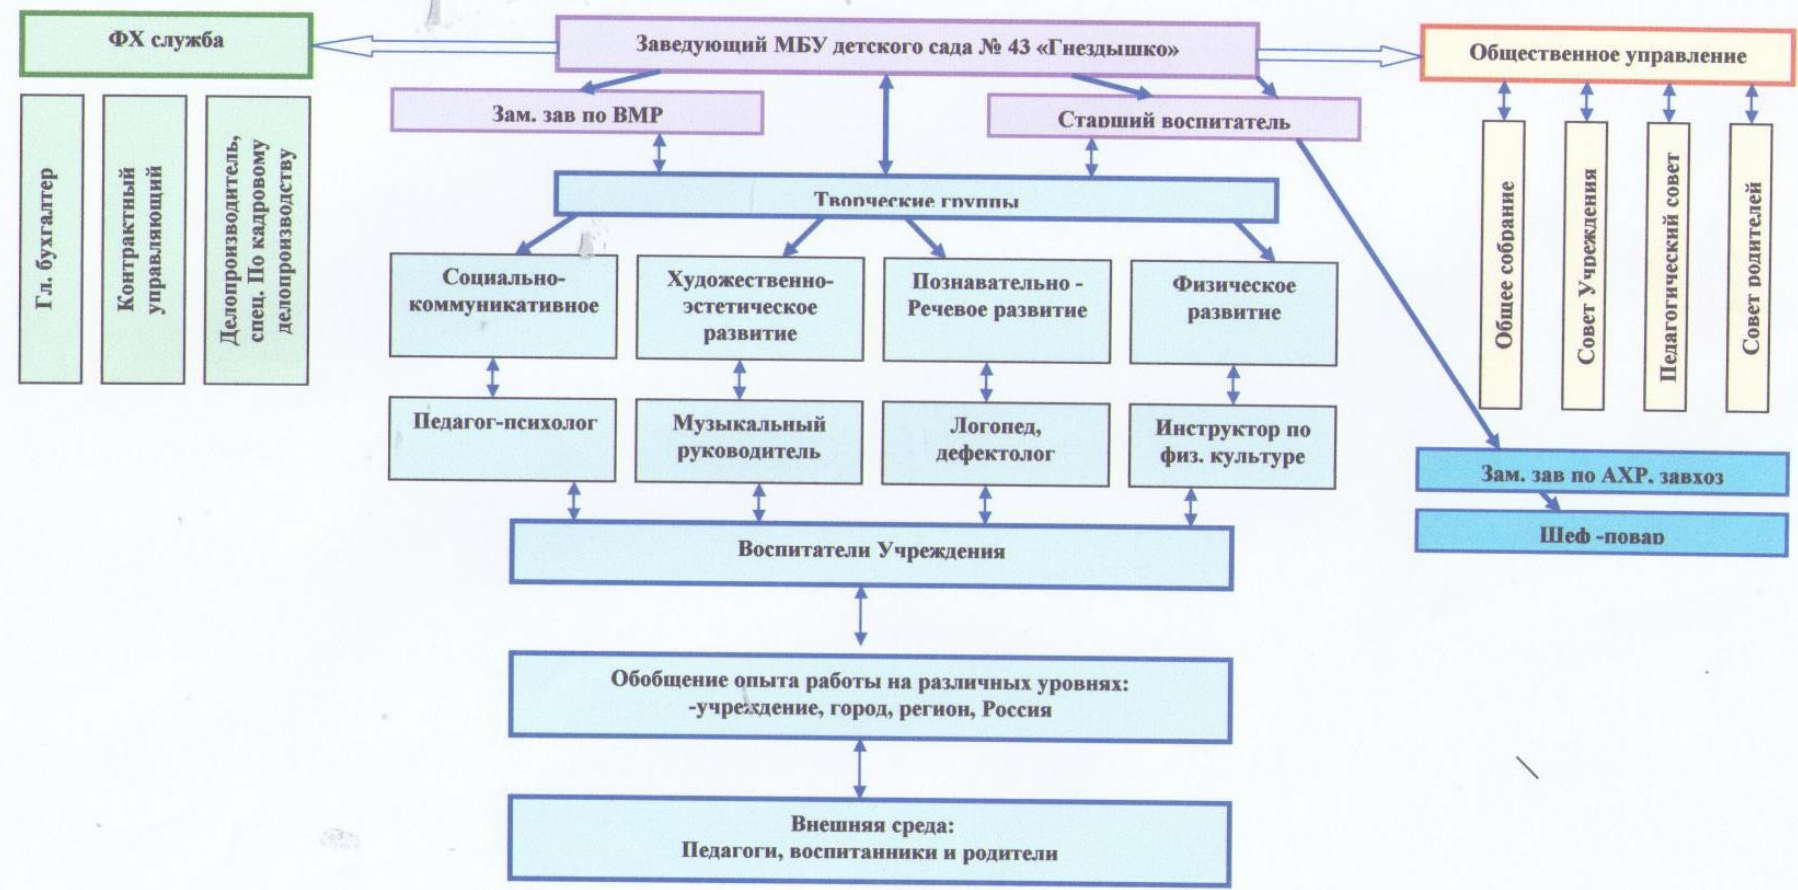 ФХ служба
Заведующий МБУ детского сада № 43 «Гнездышко»
Общественное управление
Зам. зав по ВМР
Старший воспитатель
Гл. бухгалтер
Контрактный
управляющий
Делопроизводитель,
спец. По кадровому
делопроизводству
Творческие группы
Общее собрание
Совет Учреждения
Педагогический совет
Совет родителей
Социально-
коммуникативное
Художественно-
эстетическое
развитие
Познавательно -
Речевое развитие
Физическое
развитие
Педагог-психолог
Музыкальный
руководитель
Логопед,
дефектолог
Инструктор по
физ. культуре
Зам. зав по АХР. завхоз
Шеф -повар
Воспитатели Учреждения
Обобщение опыта работы на различных уровнях:
-учреждение, город, регион, Россия
Внешняя среда:
Педагоги, воспитанники и родители